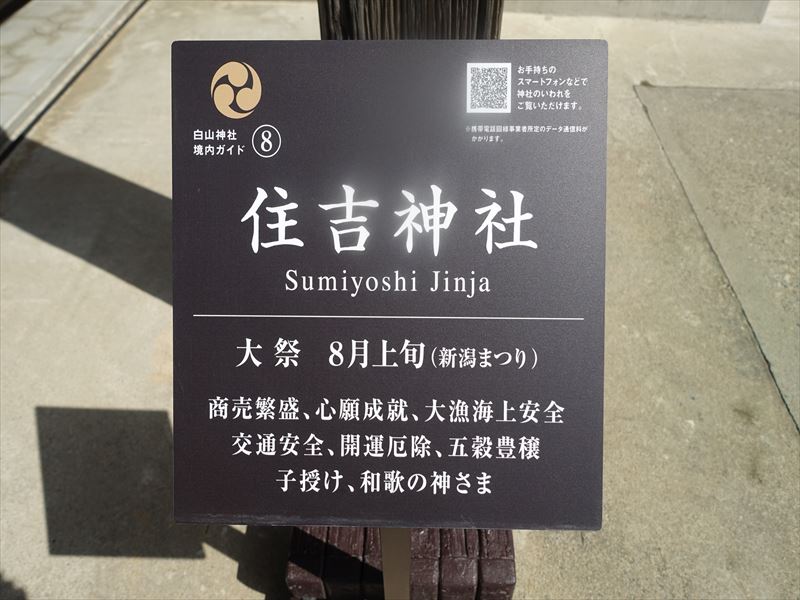 白山神社
境内ガイド ⑧
お手持ちの
スマートフォンなどで
神社のいわれを
ご覧いただけます。
※携帯電話回線事業者所定のデータ通信料が
かかります。
住吉神社
Sumiyoshi Jinja
大祭 8月上旬(新潟まつり)
商売繁盛、心願成就、大漁海上安全
交通安全、開運厄除、五穀豊穣
子授け、和歌の神さま